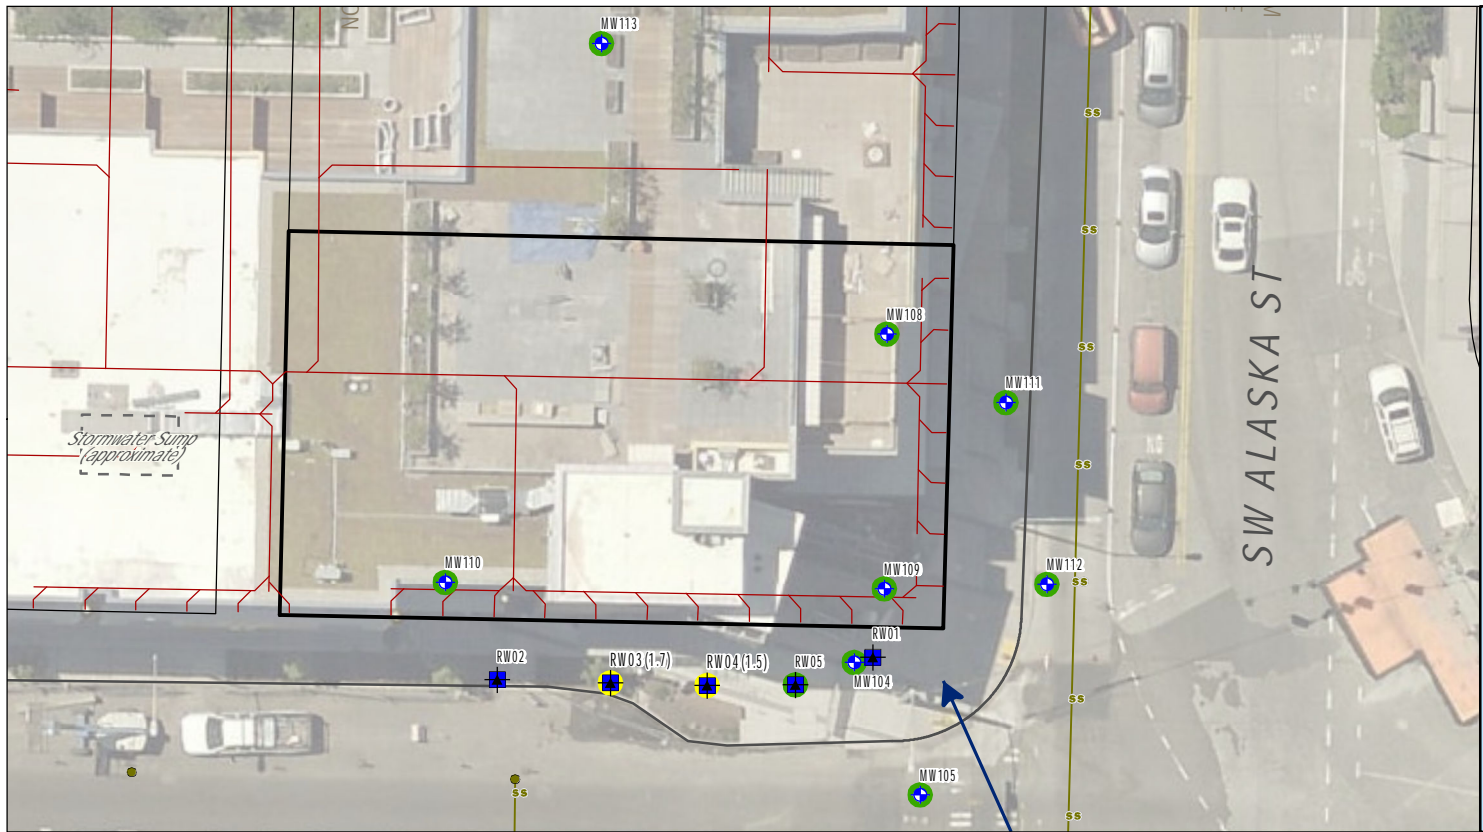 NO
MW113
SS
SS
MW108
SS
MW111
SW ALASKA ST
Stormwater Sump
(approximate)
SS
MW110
MW109
MW112
SS
RW01
RW02
RW03 (1.7)
RW04 (1.5)
RW05
MW104
SS
MW105
SS
SS